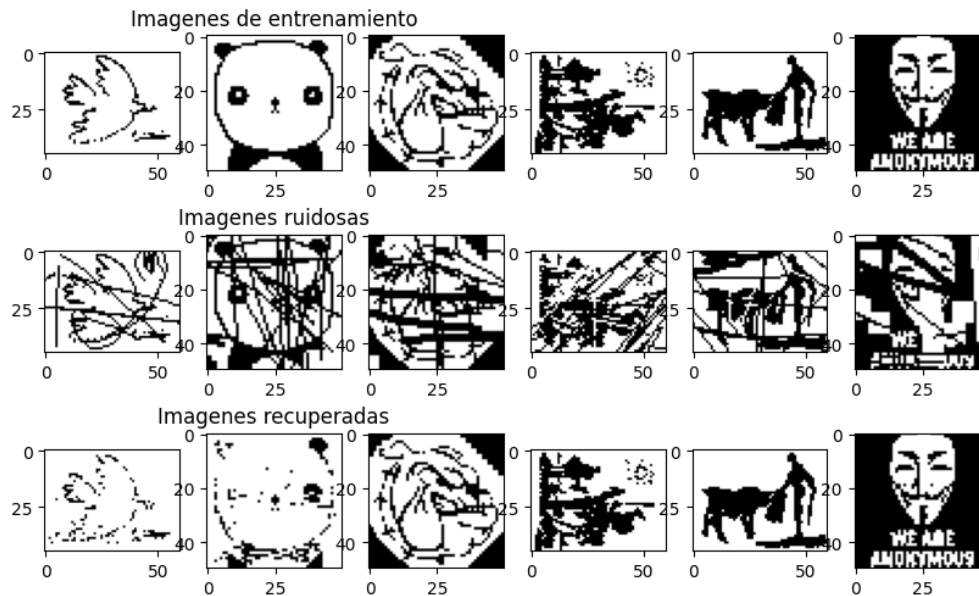 Imagenes de entrenamiento
0 0 0 0 0 0
25 20 20 25 25 20
40 40 40
WE ARE
ANONYMOUS
0 50 0 50 0 50
0 25 0 25 0 25
Imagenes ruidosas
0 0 0 0 0 0
25 20 20 25 25 20
40 40 40
WE
0 50 0 50 0 50
0 25 0 25 0 25
Imagenes recuperadas
0 0 0 0 0 0
25 20 20 25 25 20
40 40 40
WE ARE
ANONYMOUS
0 50 0 50 0 50
0 25 0 25 0 25